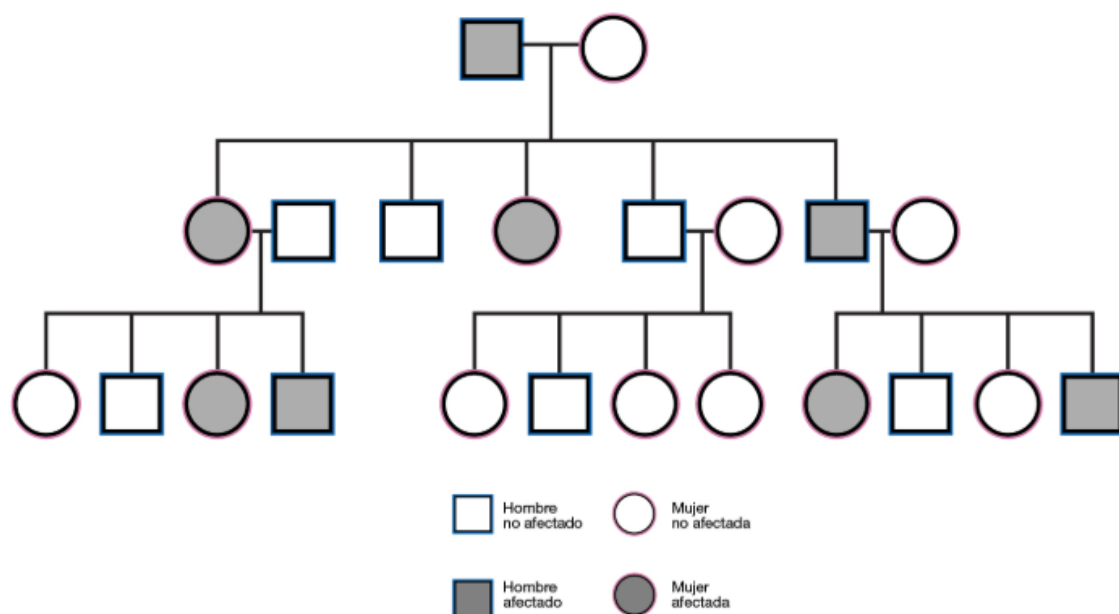 Hombre
no afectado
Mujer
no afectada
Hombre
afectado
Mujer
afectada